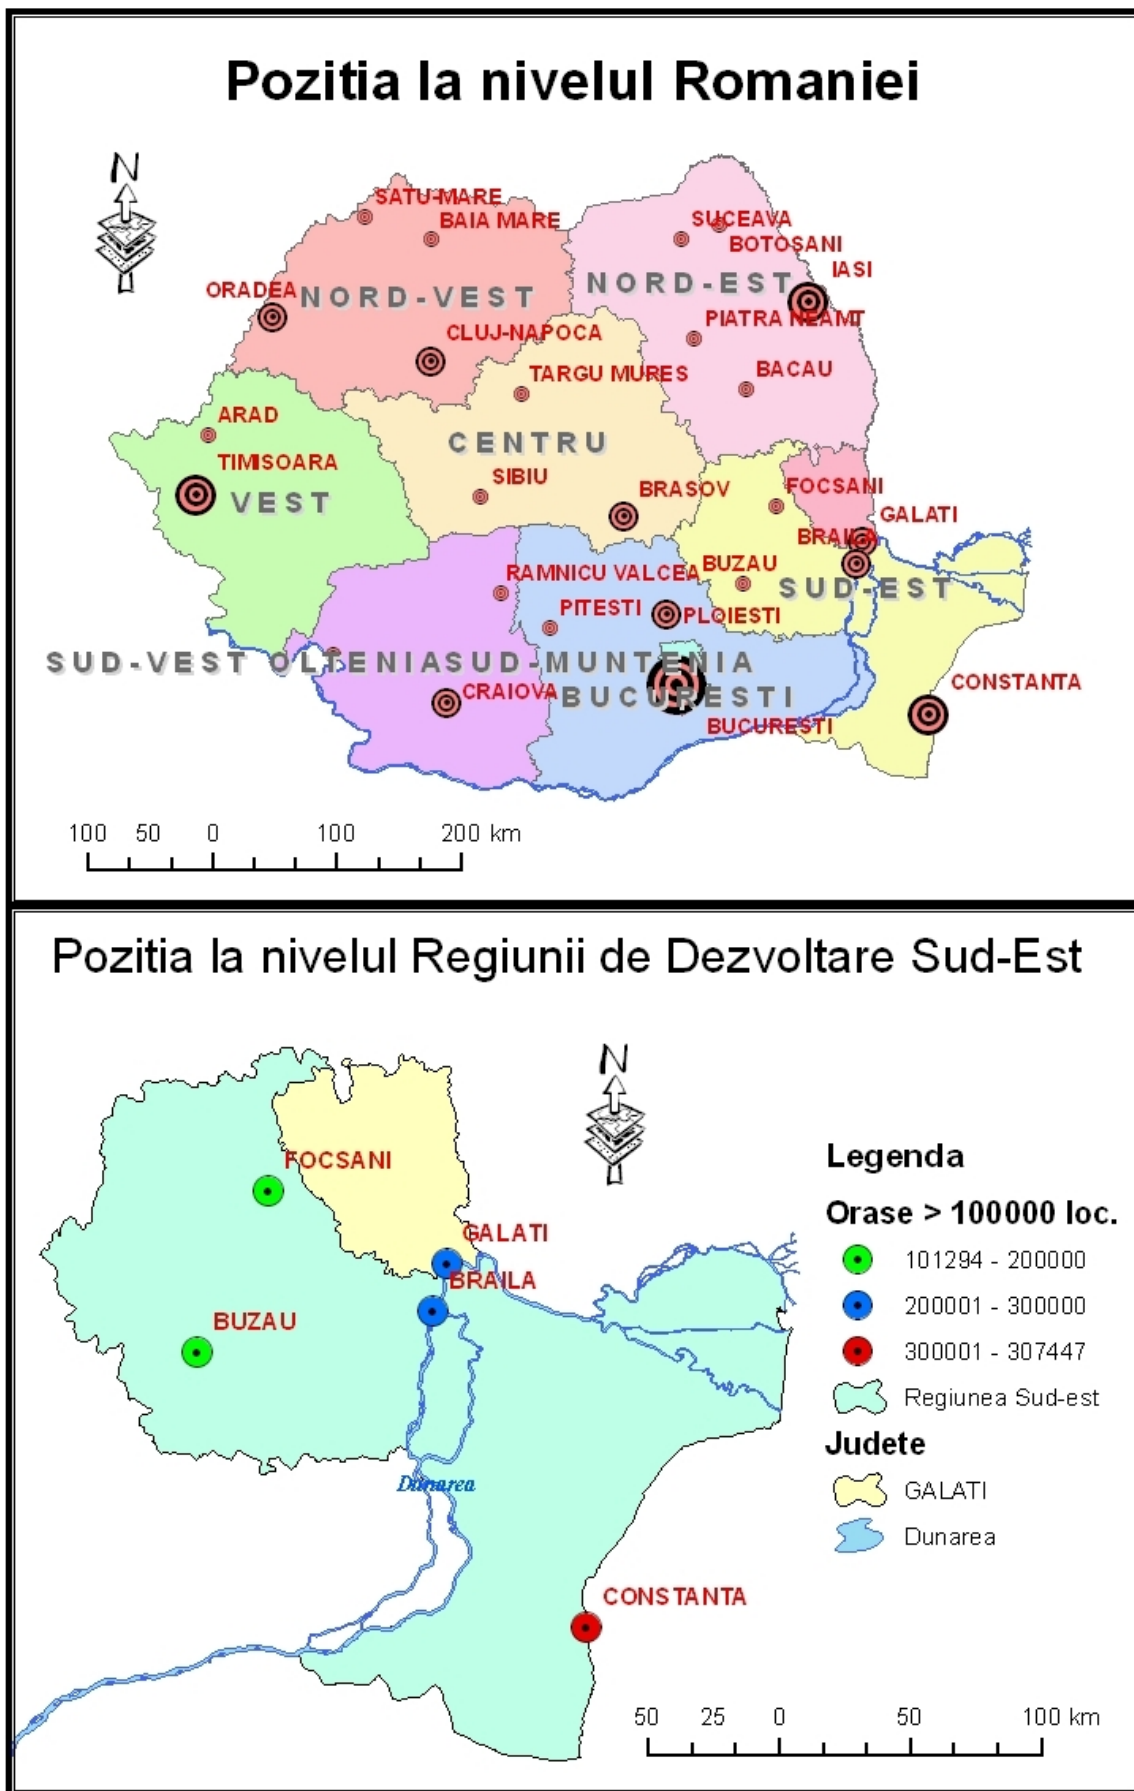 Pozitia la nivelul Romaniei
N
SATU-MARE
BAIA MARE
SUCEAVA
BOTOSANI
IASI
ORADEA
NORD-VEST
NORD-EST
PIATRA NEAMT
CLUJ-NAPOCA
TARGU MURES
BACAU
ARAD
CENTRU
TIMISOARA
VEST
SIBIU
BRASOV
FOCSANI
GALATI
BRAILA
BUZAU
SUD-EST
RAMNICU VALCEA
PITESTI
PLOIESTI
SUD-VEST OLTENIA
SUD-MUNTENIA
BUCURESTI
CRAIOVA
BUCURESTI
CONSTANTA
100 50 0 100 200 km
Pozitia la nivelul Regiunii de Dezvoltare Sud-Est
N
FOCSANI
GALATI
BRAILA
BUZAU
Dunarea
CONSTANTA
Legenda
Orase > 100000 loc.
101294 - 200000
200001 - 300000
300001 - 307447
Regiunea Sud-est
Judete
GALATI
Dunarea
50 25 0 50 100 km